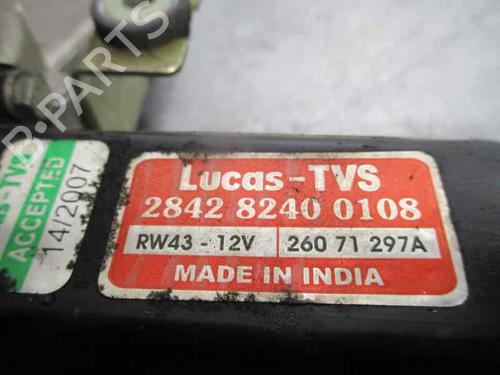 B-PARTS
Lucas-TVS
2842 8240 0108
RW43 - 12V
260 71 297A
MADE IN INDIA
ACCEPTED
14/2007